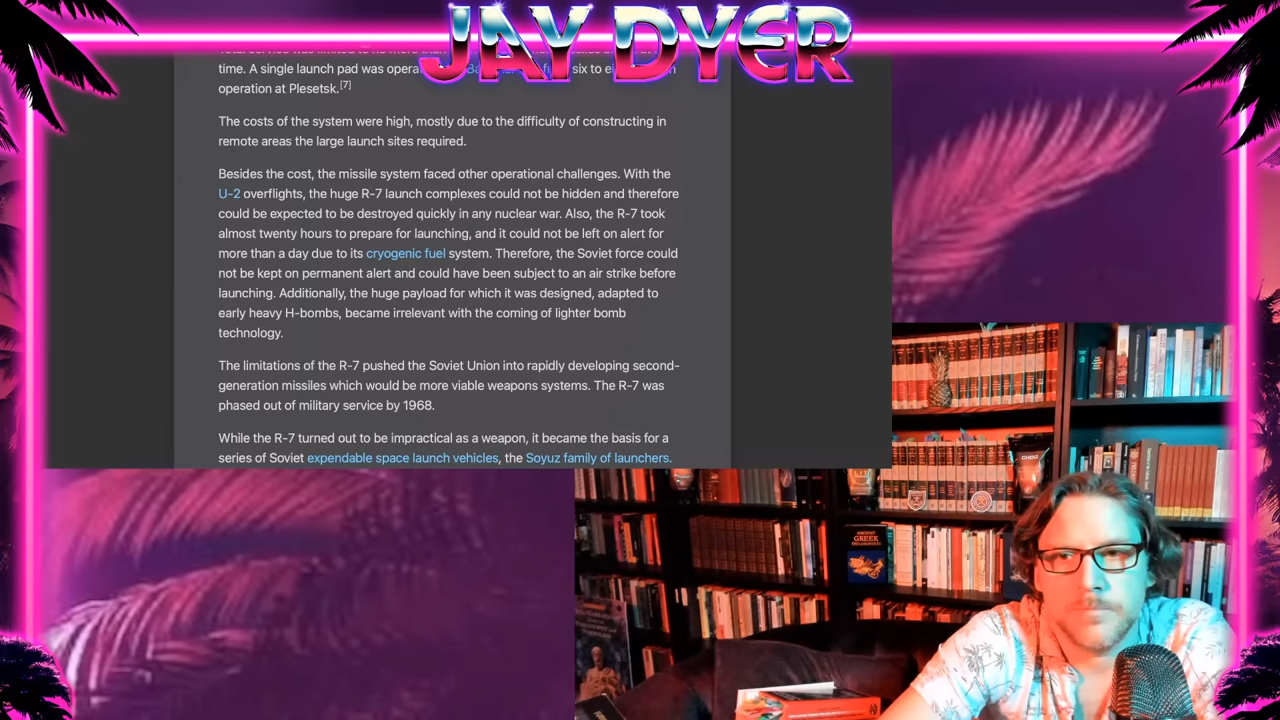 JAY DYER
time. A single launch pad was
six to
operation at Plesetsk.[7]
The costs of the system were high, mostly due to the difficulty of constructing in
remote areas the large launch sites required.
Besides the cost, the missile system faced other operational challenges. With the
U-2 overflights, the huge R-7 launch complexes could not be hidden and therefore
could be expected to be destroyed quickly in any nuclear war. Also, the R-7 took
almost twenty hours to prepare for launching, and it could not be left on alert for
more than a day due to its cryogenic fuel system. Therefore, the Soviet force could
not be kept on permanent alert and could have been subject to an air strike before
launching. Additionally, the huge payload for which it was designed, adapted to
early heavy H-bombs, became irrelevant with the coming of lighter bomb
technology.
The limitations of the R-7 pushed the Soviet Union into rapidly developing second-
generation missiles which would be more viable weapons systems. The R-7 was
phased out of military service by 1968.
While the R-7 turned out to be impractical as a weapon, it became the basis for a
series of Soviet expendable space launch vehicles, the Soyuz family of launchers.
CHOQ
GREEK